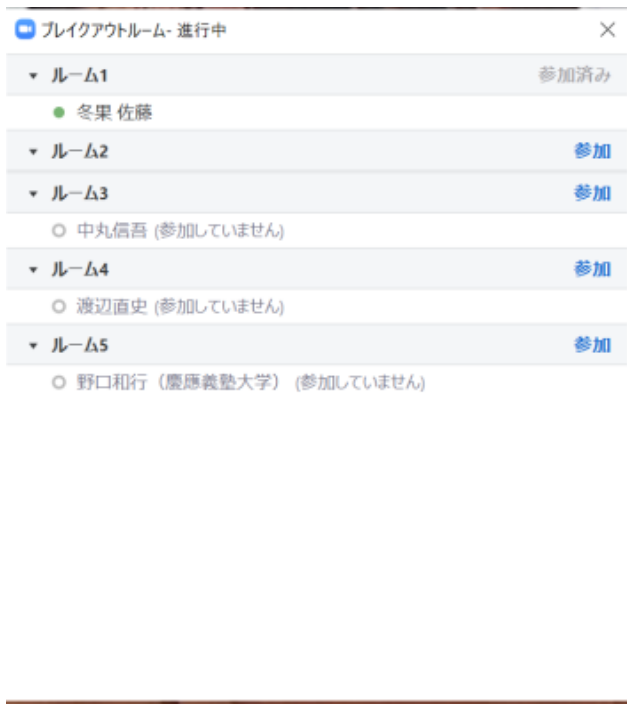 ブレイクアウトルーム- 進行中
ルーム1 参加済み
冬果 佐藤
ルーム2 参加
ルーム3 参加
中丸信吾 (参加していません)
ルーム4 参加
渡辺直史 (参加していません)
ルーム5 参加
野口和行（慶應義塾大学） (参加していません)